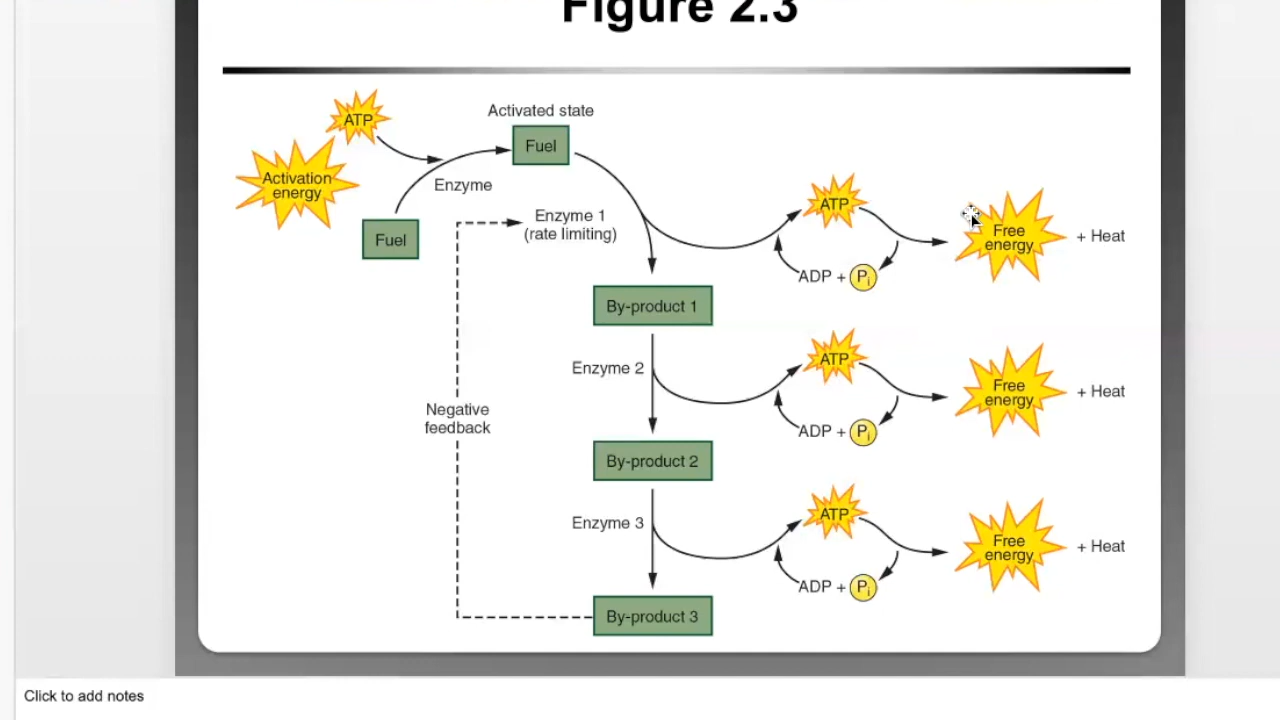 Figure 2.3
ATP
Activation
energy
Activated state
Fuel
Enzyme
Fuel
Enzyme 1
(rate limiting)
ATP
Free
energy
+ Heat
ADP + Pi
By-product 1
Enzyme 2
ATP
Free
energy
+ Heat
ADP + Pi
Negative
feedback
By-product 2
Enzyme 3
ATP
Free
energy
+ Heat
ADP + Pi
By-product 3
Click to add notes